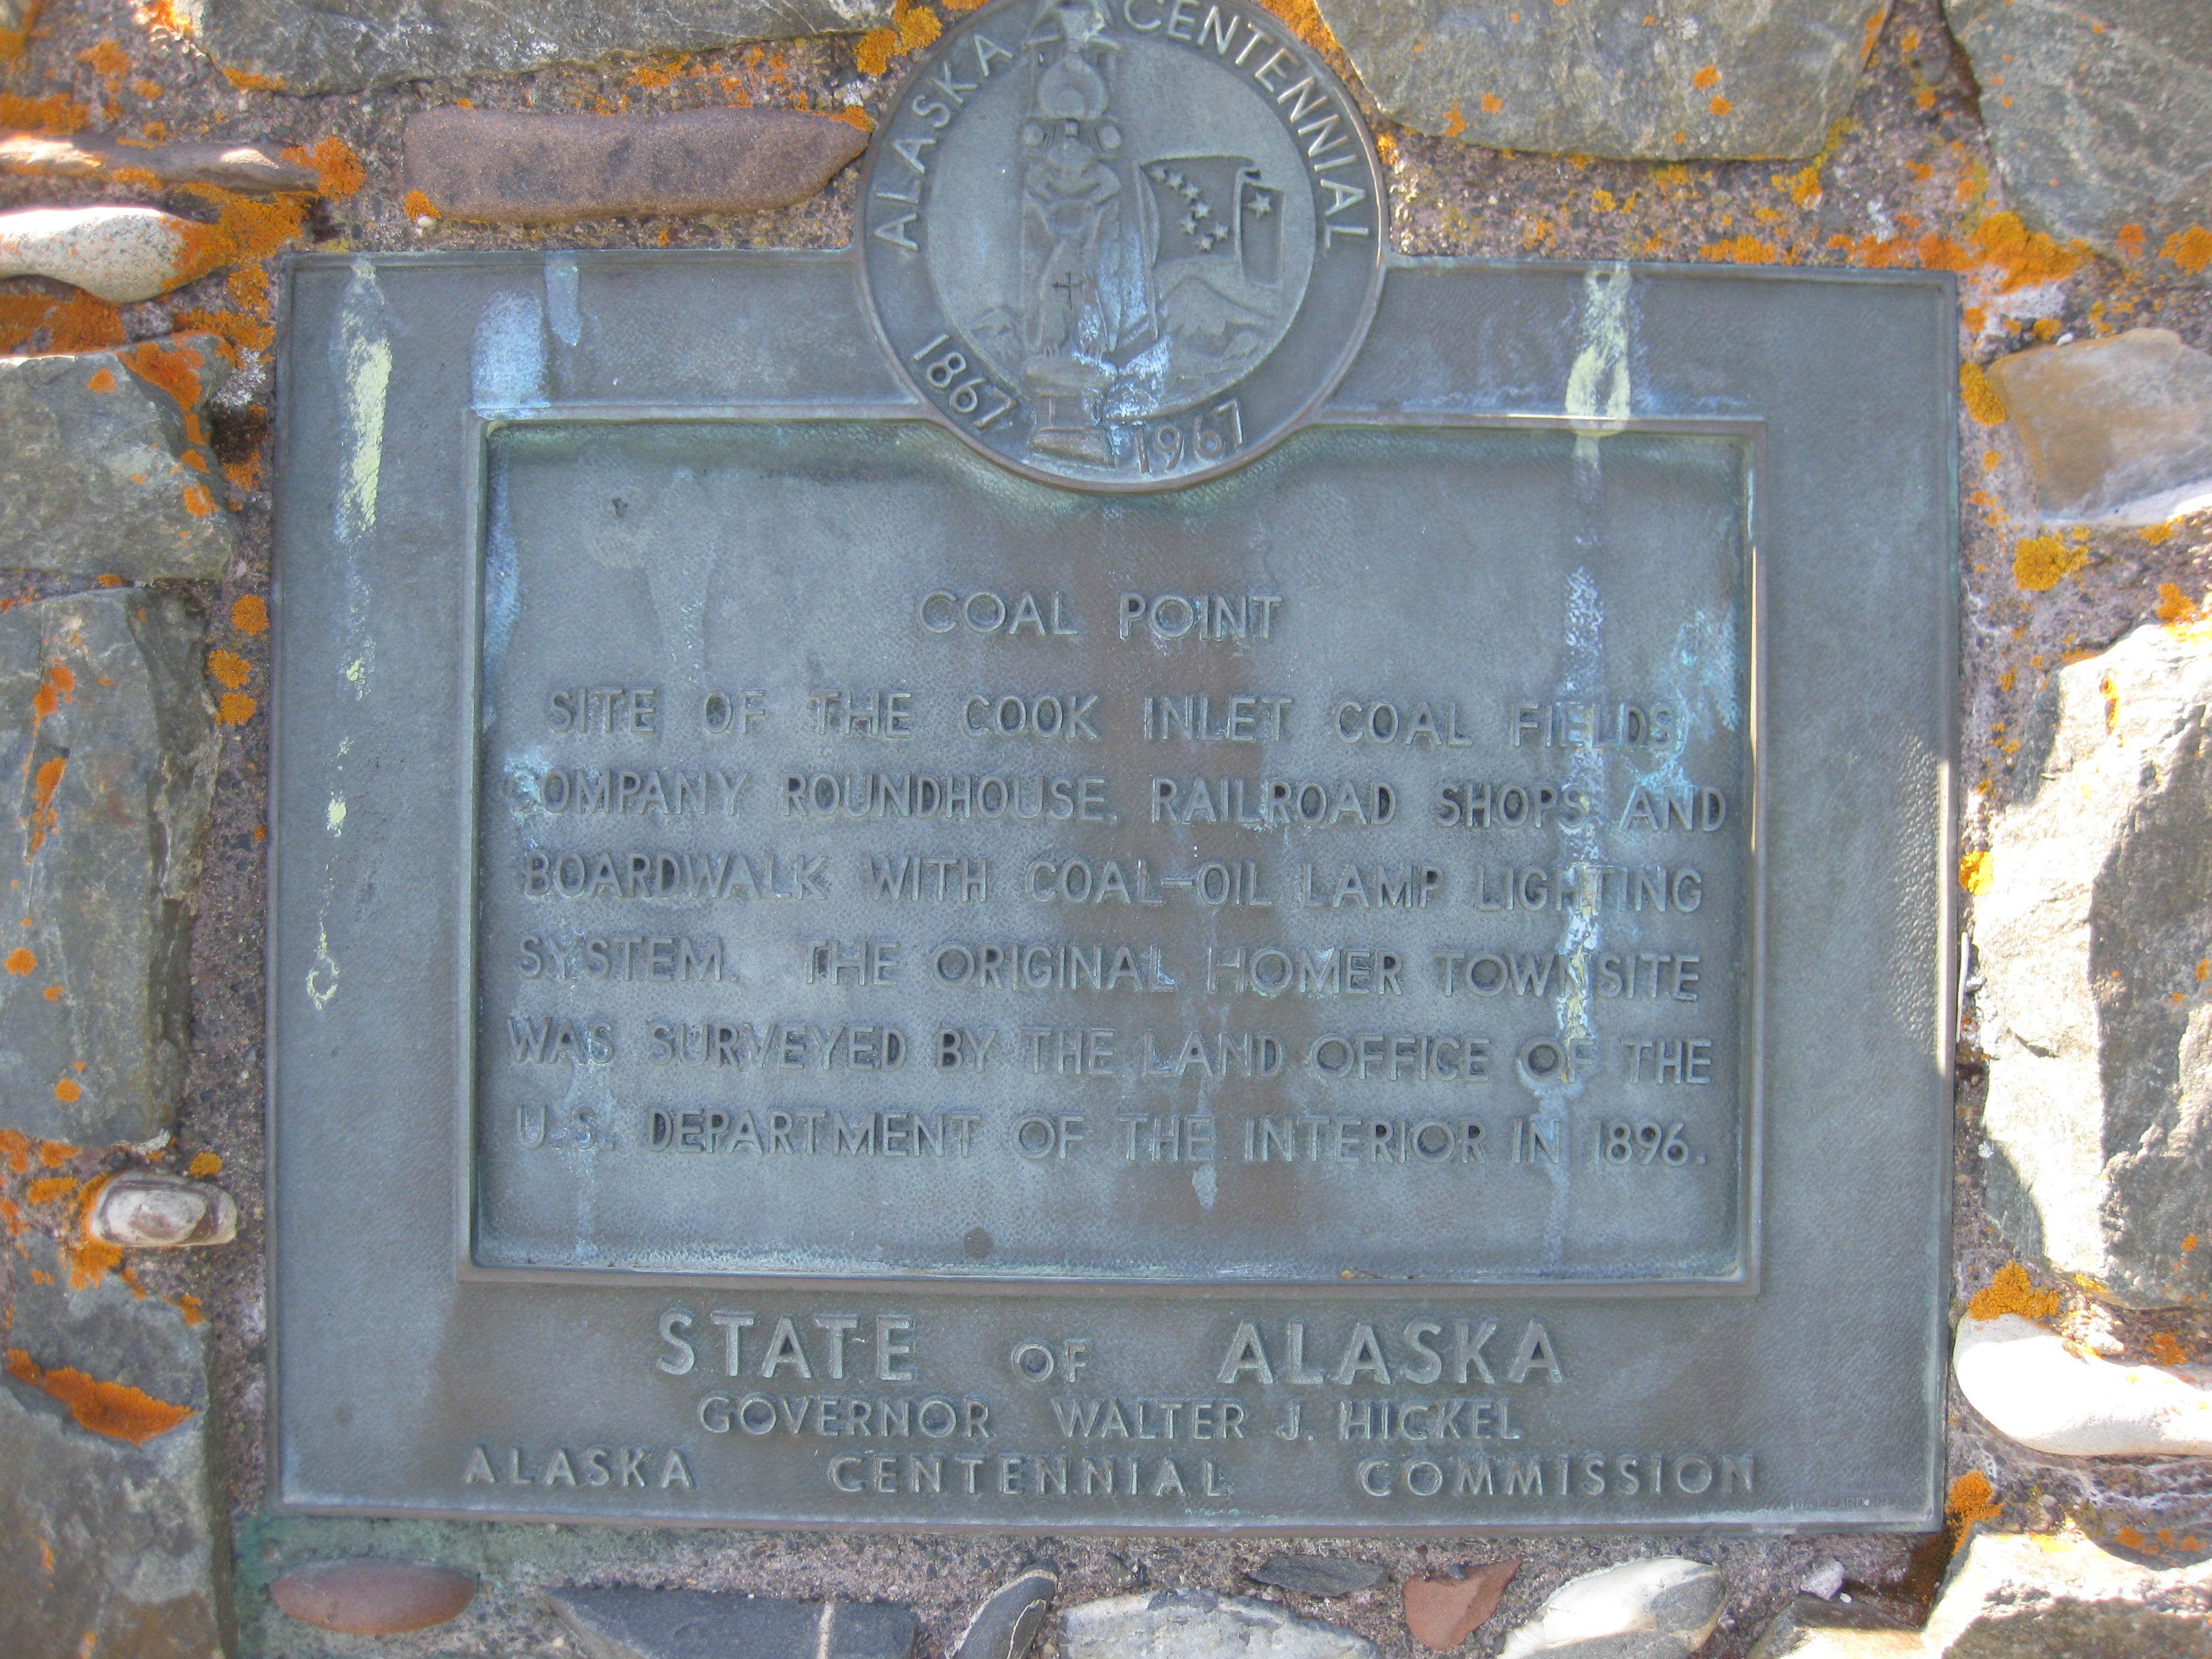 ALASKA CENTENNIAL
1867 1967
COAL POINT
SITE OF THE COOK INLET COAL FIELDS
COMPANY ROUNDHOUSE, RAILROAD SHOPS AND
BOARDWALK WITH COAL-OIL LAMP LIGHTING
SYSTEM. THE ORIGINAL HOMER TOWNSITE
WAS SURVEYED BY THE LAND OFFICE OF THE
U.S. DEPARTMENT OF THE INTERIOR IN 1896.
STATE OF ALASKA
GOVERNOR WALTER J. HICKEL
ALASKA CENTENNIAL COMMISSION